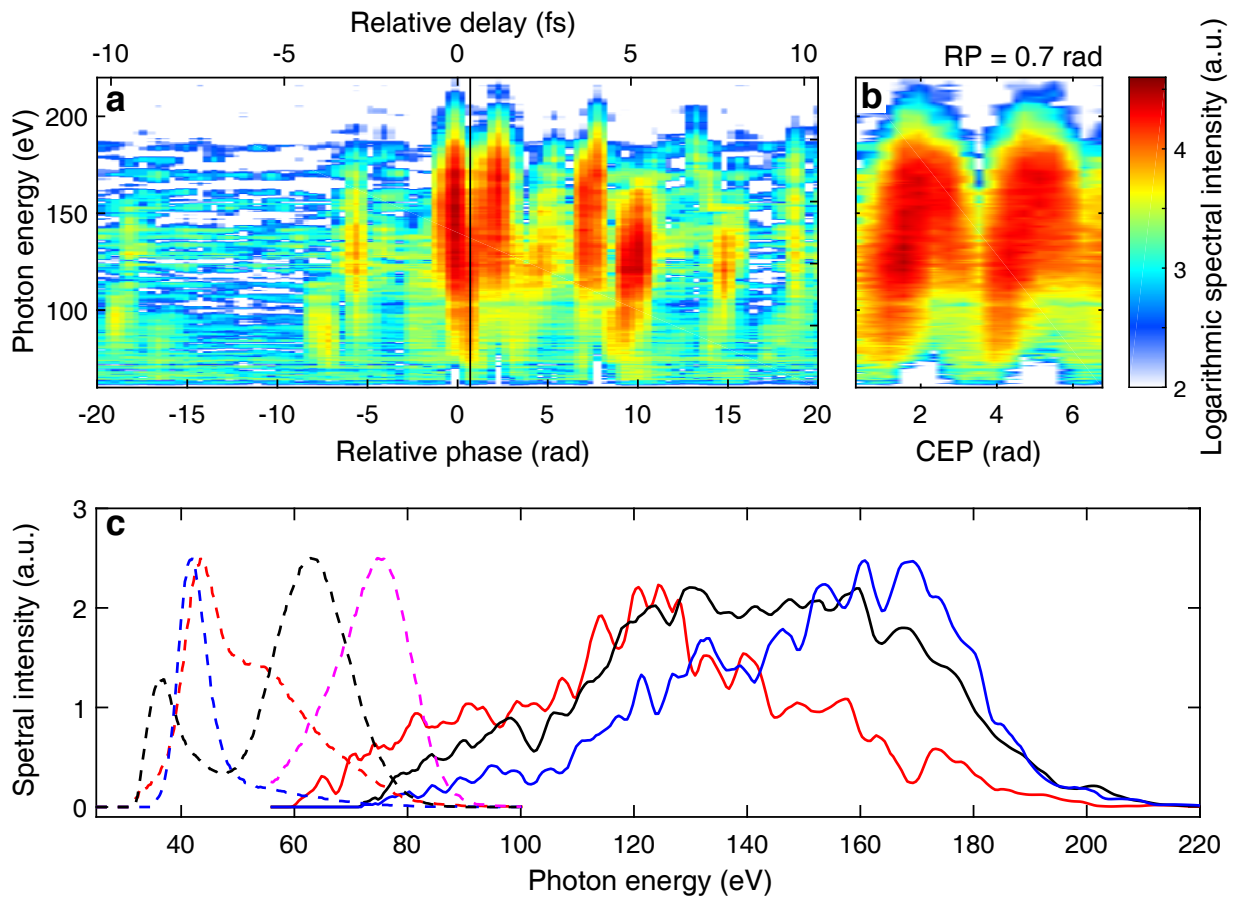 Relative delay (fs)
-10 -5 0 5 10
RP = 0.7 rad
a
b
200
150
100
Photon energy (eV)
-20 -15 -10 -5 0 5 10 15 20
Relative phase (rad)
2 4 6
CEP (rad)
4
3
2
Logarithmic spectral intensity (a.u.)
c
3
2
1
0
Spetral intensity (a.u.)
40 60 80 100 120 140 160 180 200 220
Photon energy (eV)